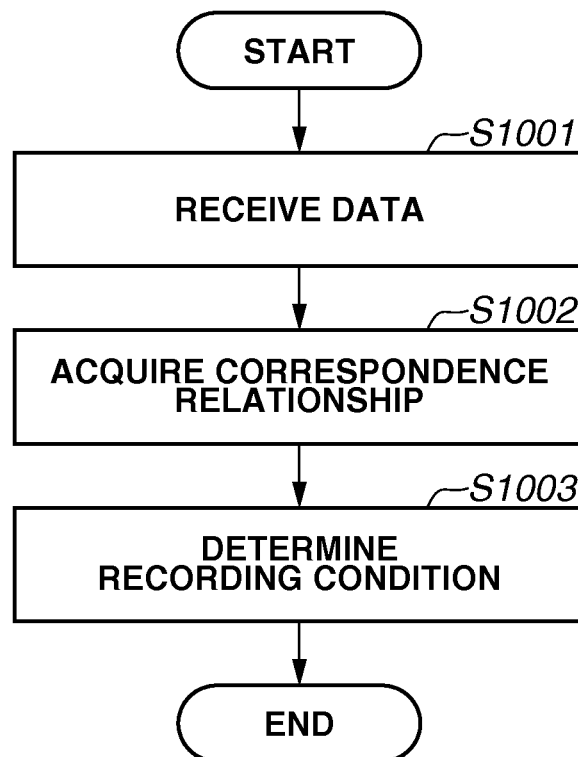 START
S1001
RECEIVE DATA
S1002
ACQUIRE CORRESPONDENCE
RELATIONSHIP
S1003
DETERMINE
RECORDING CONDITION
END